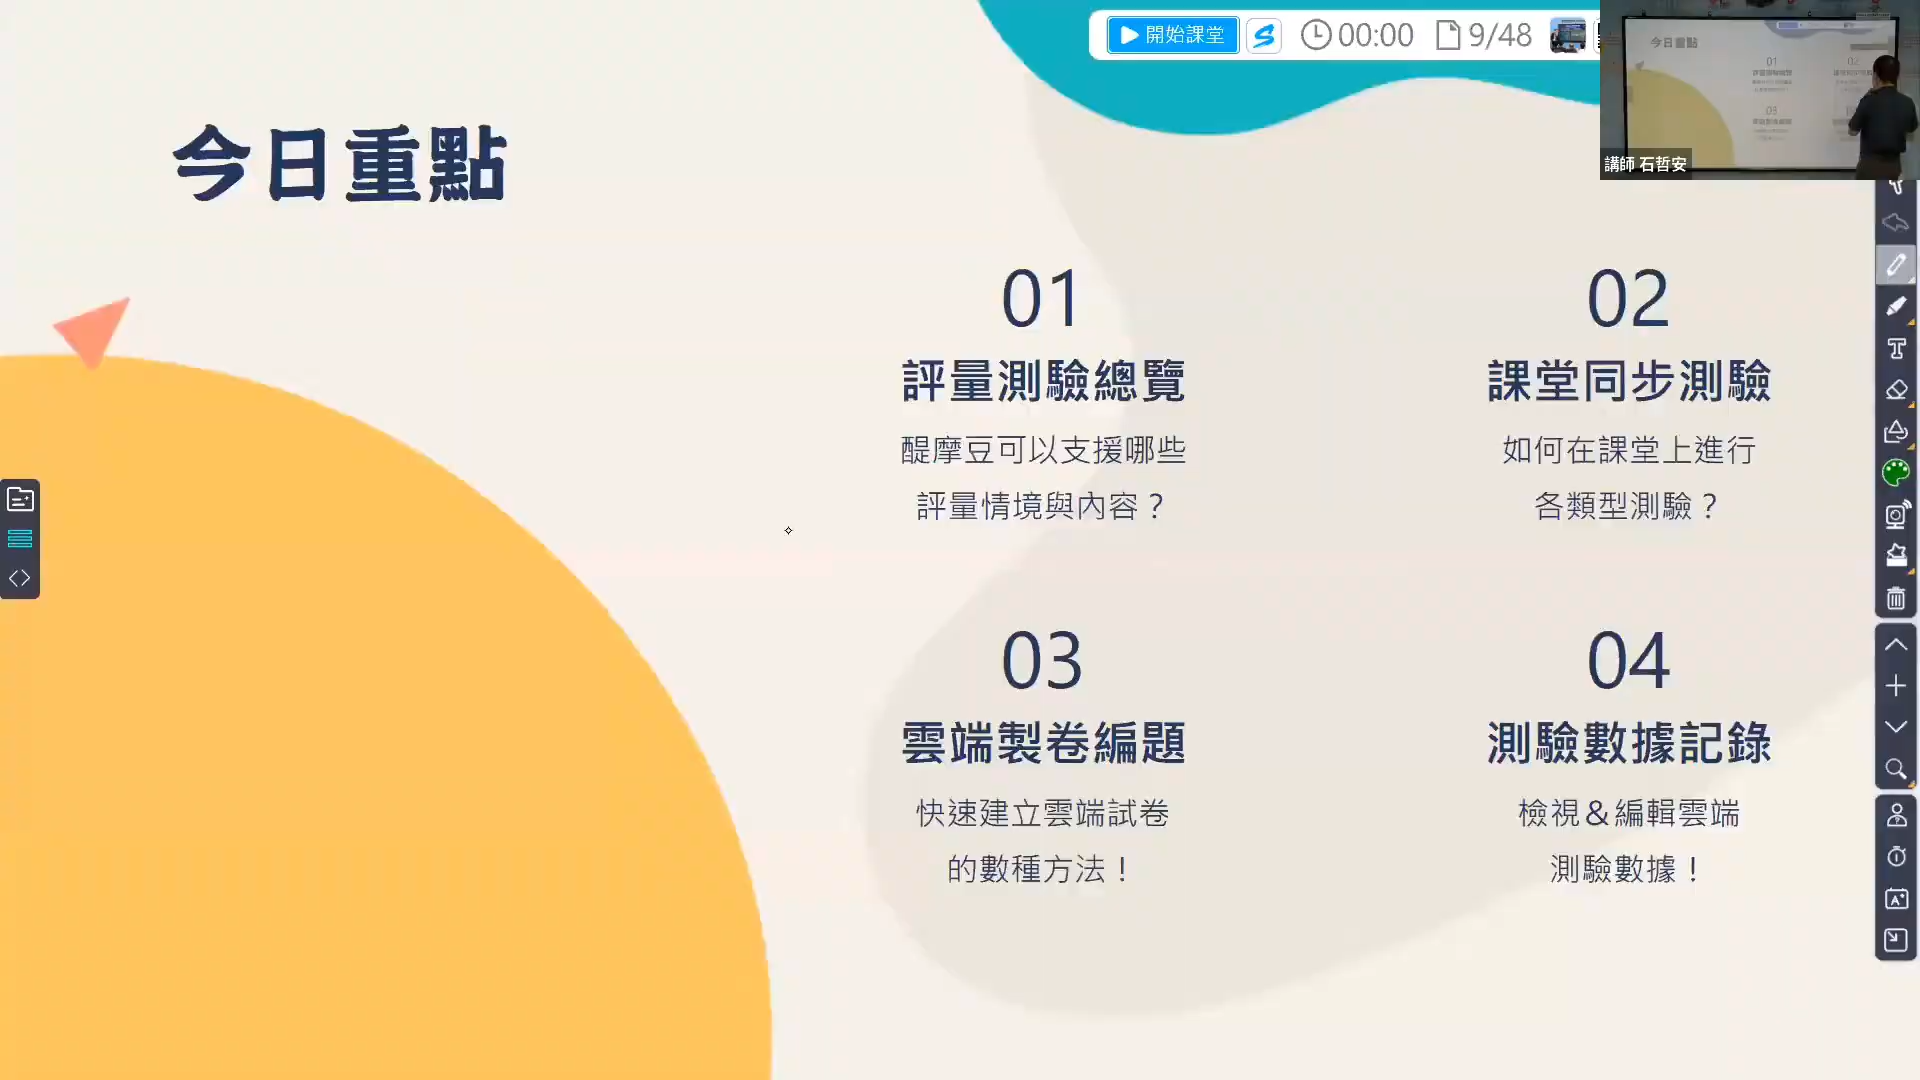 開始課堂
00:00
9/48
今日重點
講師 石哲安
01
評量測驗總覽
醍摩豆可以支援哪些
評量情境與內容？
02
課堂同步測驗
如何在課堂上進行
各類型測驗？
03
雲端製卷編題
快速建立雲端試卷
的數種方法！
04
測驗數據記錄
檢視＆編輯雲端
測驗數據！